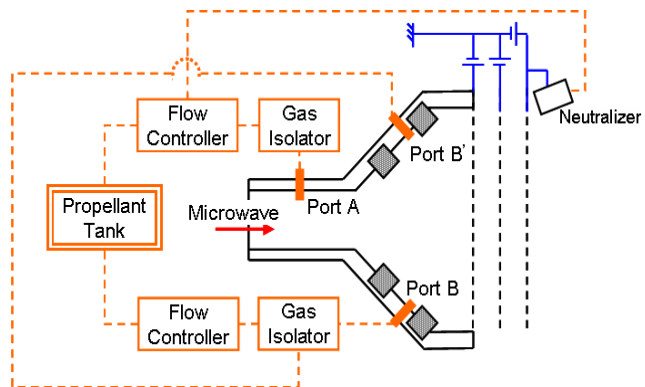 Flow
Controller
Gas
Isolator
Port B'
Neutralizer
Port A
Propellant
Tank
Microwave
Port B
Flow
Controller
Gas
Isolator